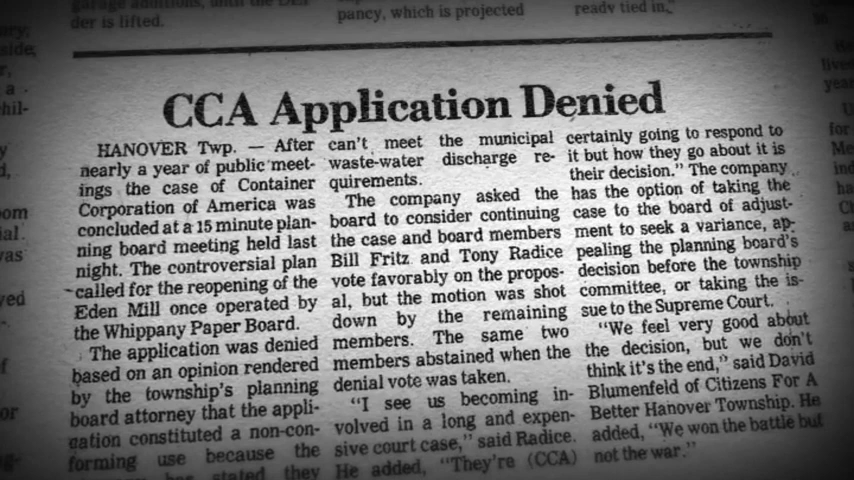 der is lifted.
pancy, which is projected
ready tied in.
CCA Application Denied
HANOVER Twp. — After
nearly a year of public meet-
ings the case of Container
Corporation of America was
concluded at a 15 minute plan-
ning board meeting held last
night. The controversial plan
called for the reopening of the
Eden Mill once operated by
the Whippany Paper Board.
The application was denied
based on an opinion rendered
by the township's planning
board attorney that the appli-
cation constituted a non-con-
forming use because the
has stated they
can't meet the municipal
waste-water discharge re-
quirements.
The company asked the
board to consider continuing
the case and board members
Bill Fritz and Tony Radice
vote favorably on the propos-
al, but the motion was shot
down by the remaining
members. The same two
members abstained when the
denial vote was taken.
"I see us becoming in-
volved in a long and expen-
sive court case," said Radice.
He added, "They're (CCA)
certainly going to respond to
it but how they go about it is
their decision." The company
has the option of taking the
case to the board of adjust-
ment to seek a variance, ap-
pealing the planning board's
decision before the township
committee, or taking the is-
sue to the Supreme Court.
"We feel very good about
the decision, but we don't
think it's the end," said David
Blumenfeld of Citizens For A
Better Hanover Township. He
added, "We won the battle but
not the war."